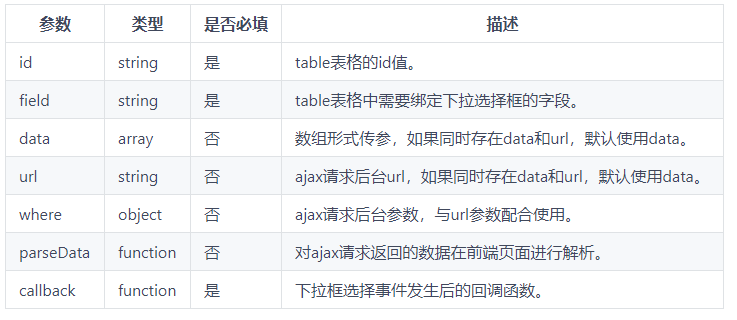 参数 类型 是否必填 描述
id string 是 table表格的id值。
field string 是 table表格中需要绑定下拉选择框的字段。
data array 否 数组形式传参，如果同时存在data和url，默认使用data。
url string 否 ajax请求后台url，如果同时存在data和url，默认使用data。
where object 否 ajax请求后台参数，与url参数配合使用。
parseData function 否 对ajax请求返回的数据在前端页面进行解析。
callback function 是 下拉框选择事件发生后的回调函数。